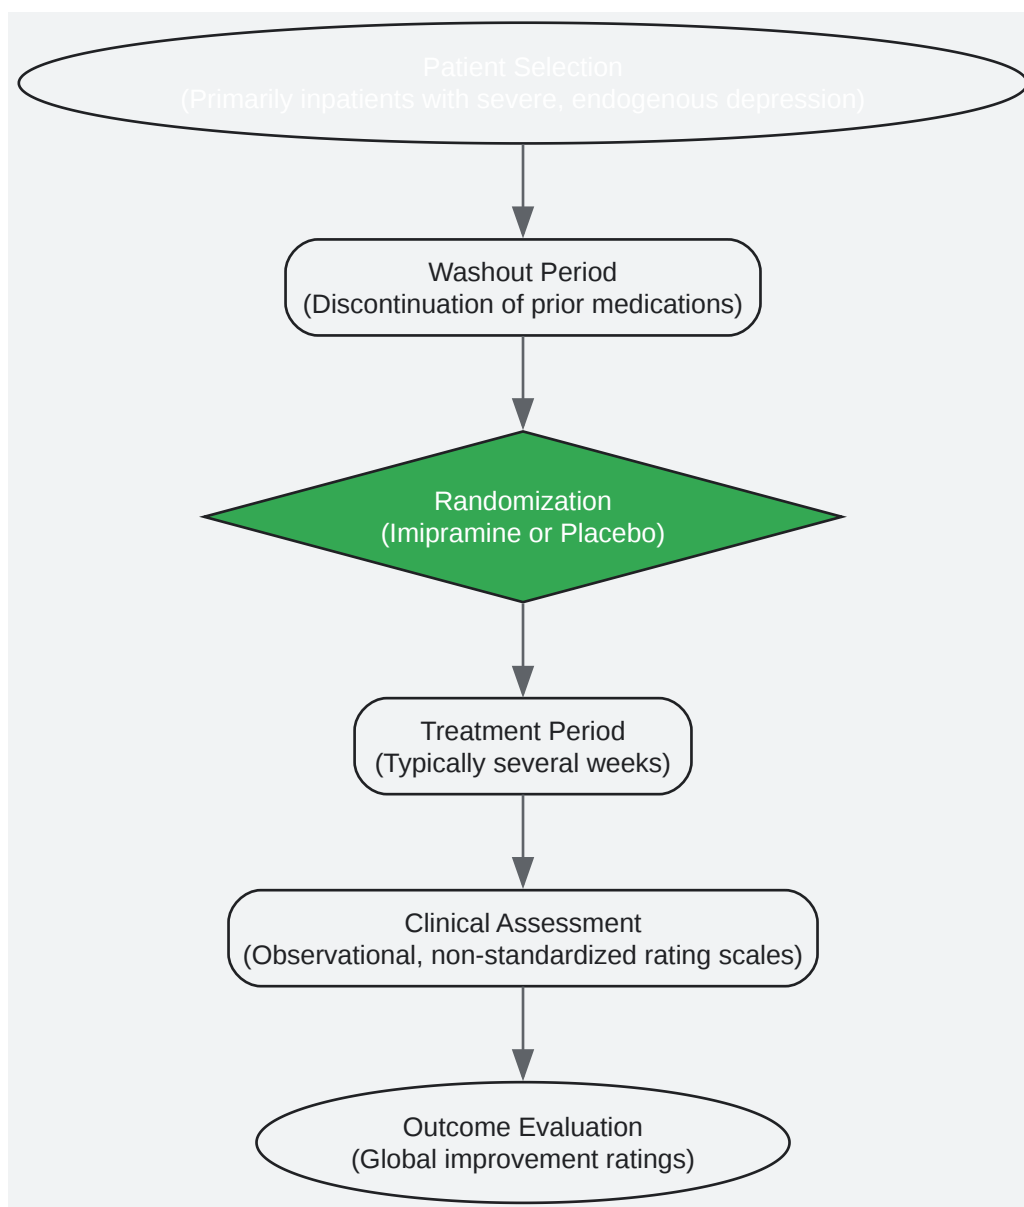 Patient Selection
(Primarily inpatients with severe, endogenous depression)
Washout Period
(Discontinuation of prior medications)
Randomization
(Imipramine or Placebo)
Treatment Period
(Typically several weeks)
Clinical Assessment
(Observational, non-standardized rating scales)
Outcome Evaluation
(Global improvement ratings)